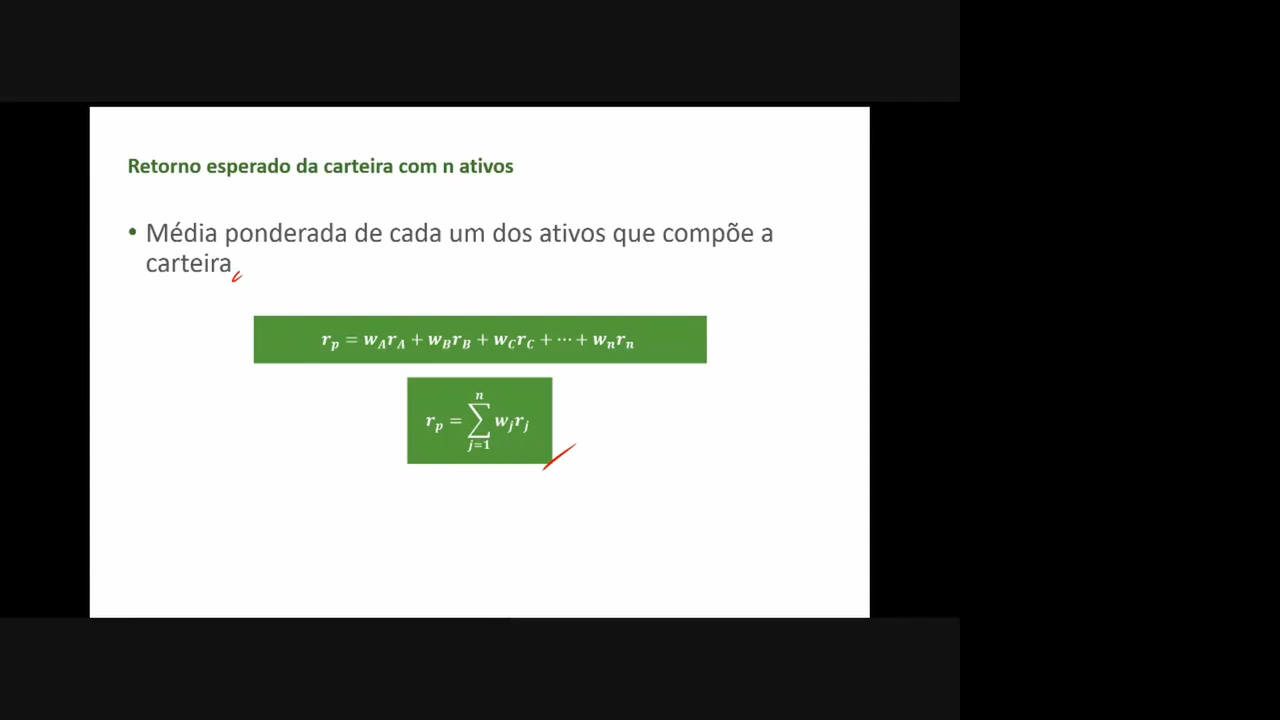 Retorno esperado da carteira com n ativos
• Média ponderada de cada um dos ativos que compõe a
carteira
r_p = w_A r_A + w_B r_B + w_C r_C + ⋯ + w_n r_n
r_p = ∑_{j=1}^{n} w_j r_j